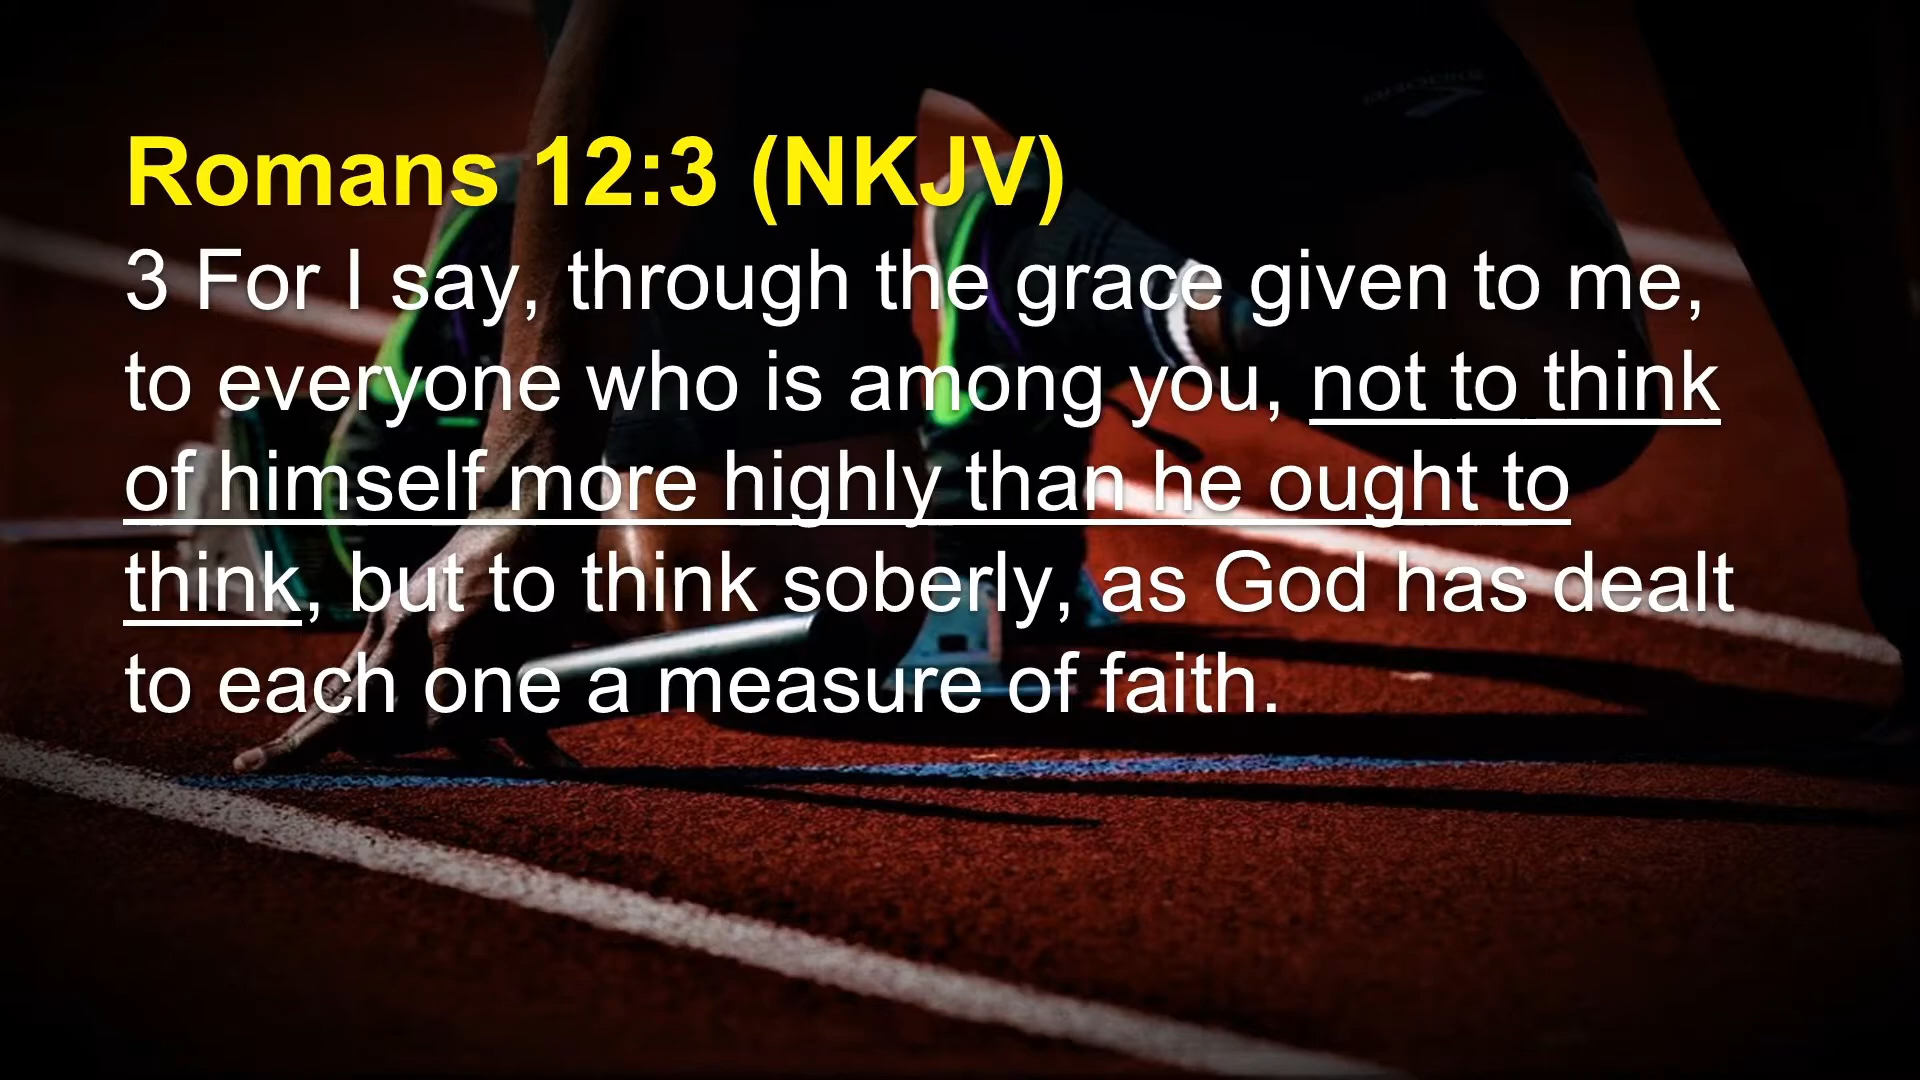 Romans 12:3 (NKJV)
3 For I say, through the grace given to me,
to everyone who is among you, not to think
of himself more highly than he ought to
think, but to think soberly, as God has dealt
to each one a measure of faith.